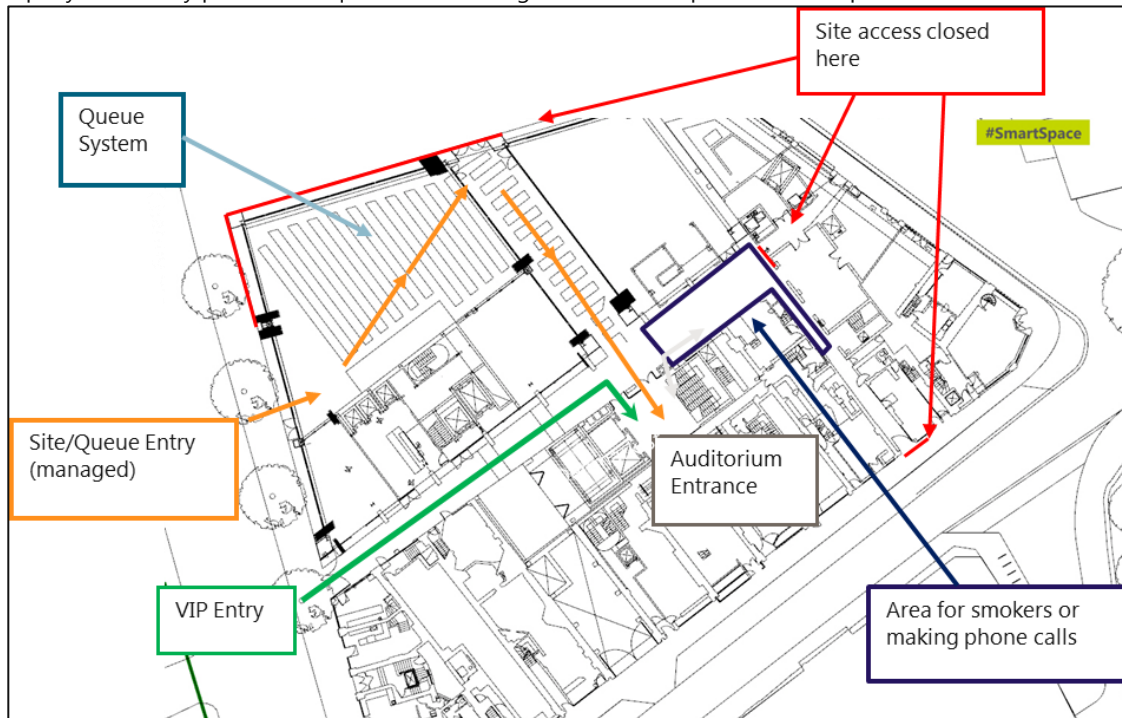 Site access closed
here
Queue
System
#SmartSpace
Site/Queue Entry
(managed)
Auditorium
Entrance
VIP Entry
Area for smokers or
making phone calls